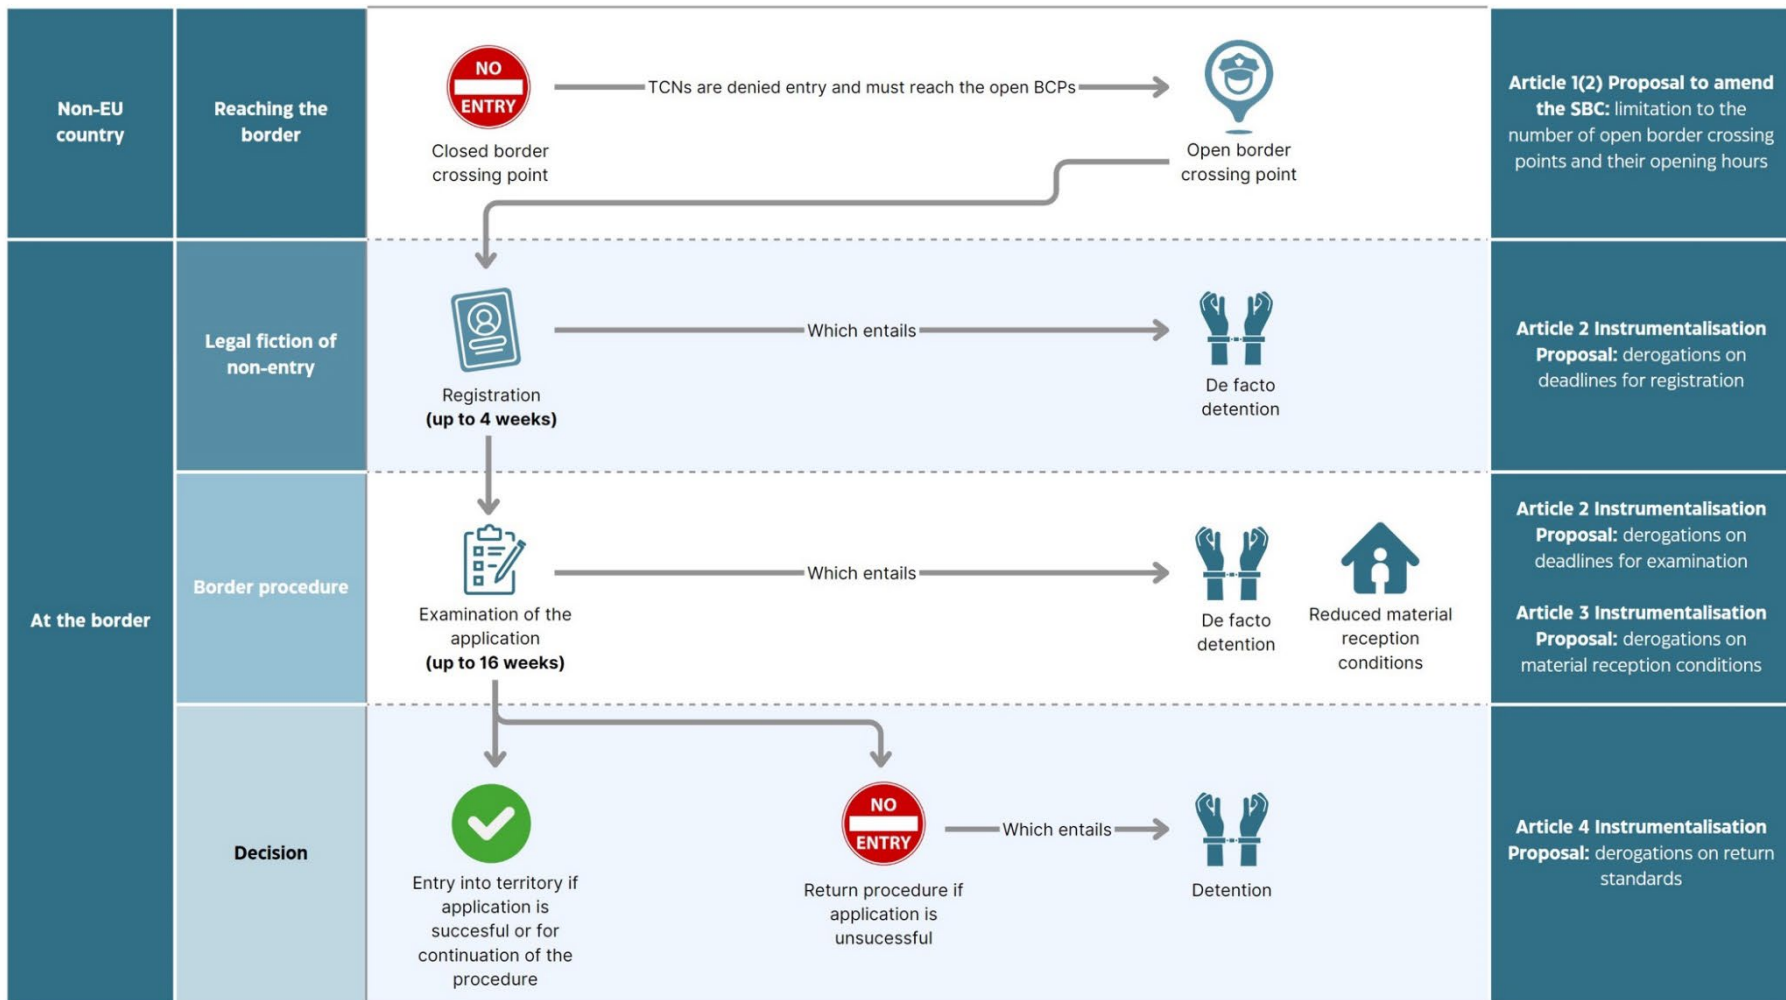 Non-EU
country
Reaching the
border
NO
ENTRY
Closed border
crossing point
TCNs are denied entry and must reach the open BCPs
Open border
crossing point
Article 1(2) Proposal to amend
the SBC: limitation to the
number of open border crossing
points and their opening hours
At the border
Legal fiction of
non-entry
Registration
(up to 4 weeks)
Which entails
De facto
detention
Article 2 Instrumentalisation
Proposal: derogations on
deadlines for registration
Border procedure
Examination of the
application
(up to 16 weeks)
Which entails
De facto
detention
Reduced material
reception
conditions
Article 2 Instrumentalisation
Proposal: derogations on
deadlines for examination
Article 3 Instrumentalisation
Proposal: derogations on
material reception conditions
Decision
Entry into territory if
application is
succesful or for
continuation of the
procedure
NO
ENTRY
Return procedure if
application is
unsucessful
Which entails
Detention
Article 4 Instrumentalisation
Proposal: derogations on return
standards